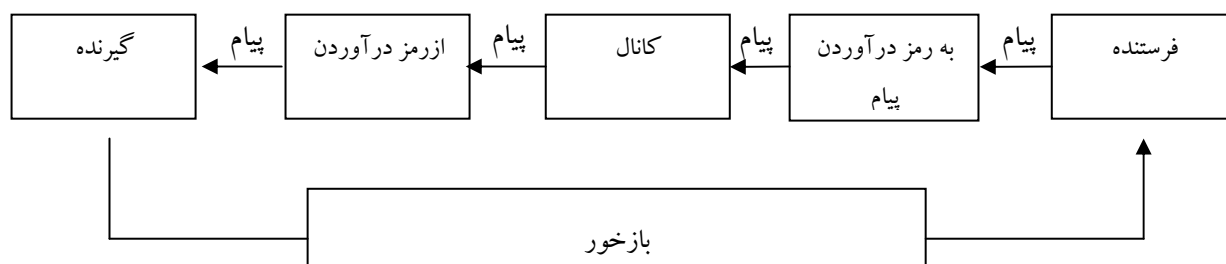 فرستنده
پیام
به رمز درآوردن
پیام
پیام
کانال
پیام
ازرمز درآوردن
پیام
گیرنده
بازخور